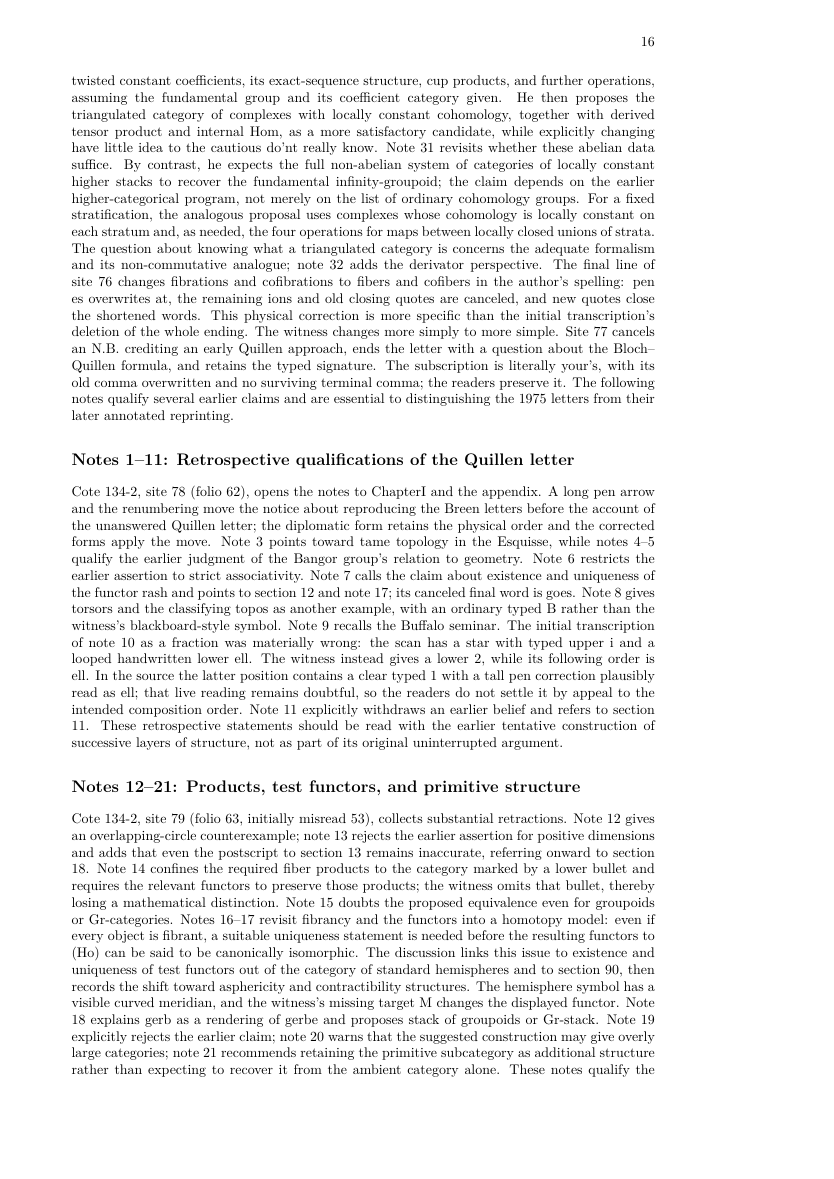 16
twisted constant coefficients, its exact-sequence structure, cup products, and further operations,
assuming the fundamental group and its coefficient category given. He then proposes the
triangulated category of complexes with locally constant cohomology, together with derived
tensor product and internal Hom, as a more satisfactory candidate, while explicitly changing
have little idea to the cautious do'nt really know. Note 31 revisits whether these abelian data
suffice. By contrast, he expects the full non-abelian system of categories of locally constant
higher stacks to recover the fundamental infinity-groupoid; the claim depends on the earlier
higher-categorical program, not merely on the list of ordinary cohomology groups. For a fixed
stratification, the analogous proposal uses complexes whose cohomology is locally constant on
each stratum and, as needed, the four operations for maps between locally closed unions of strata.
The question about knowing what a triangulated category is concerns the adequate formalism
and its non-commutative analogue; note 32 adds the derivator perspective. The final line of
site 76 changes fibrations and cofibrations to fibers and cofibers in the author's spelling: pen
es overwrites at, the remaining ions and old closing quotes are canceled, and new quotes close
the shortened words. This physical correction is more specific than the initial transcription's
deletion of the whole ending. The witness changes more simply to more simple. Site 77 cancels
an N.B. crediting an early Quillen approach, ends the letter with a question about the Bloch–
Quillen formula, and retains the typed signature. The subscription is literally your's, with its
old comma overwritten and no surviving terminal comma; the readers preserve it. The following
notes qualify several earlier claims and are essential to distinguishing the 1975 letters from their
later annotated reprinting.
Notes 1–11: Retrospective qualifications of the Quillen letter
Cote 134-2, site 78 (folio 62), opens the notes to ChapterI and the appendix. A long pen arrow
and the renumbering move the notice about reproducing the Breen letters before the account of
the unanswered Quillen letter; the diplomatic form retains the physical order and the corrected
forms apply the move. Note 3 points toward tame topology in the Esquisse, while notes 4–5
qualify the earlier judgment of the Bangor group's relation to geometry. Note 6 restricts the
earlier assertion to strict associativity. Note 7 calls the claim about existence and uniqueness of
the functor rash and points to section 12 and note 17; its canceled final word is goes. Note 8 gives
torsors and the classifying topos as another example, with an ordinary typed B rather than the
witness's blackboard-style symbol. Note 9 recalls the Buffalo seminar. The initial transcription
of note 10 as a fraction was materially wrong: the scan has a star with typed upper i and a
looped handwritten lower ell. The witness instead gives a lower 2, while its following order is
ell. In the source the latter position contains a clear typed 1 with a tall pen correction plausibly
read as ell; that live reading remains doubtful, so the readers do not settle it by appeal to the
intended composition order. Note 11 explicitly withdraws an earlier belief and refers to section
11. These retrospective statements should be read with the earlier tentative construction of
successive layers of structure, not as part of its original uninterrupted argument.
Notes 12–21: Products, test functors, and primitive structure
Cote 134-2, site 79 (folio 63, initially misread 53), collects substantial retractions. Note 12 gives
an overlapping-circle counterexample; note 13 rejects the earlier assertion for positive dimensions
and adds that even the postscript to section 13 remains inaccurate, referring onward to section
18. Note 14 confines the required fiber products to the category marked by a lower bullet and
requires the relevant functors to preserve those products; the witness omits that bullet, thereby
losing a mathematical distinction. Note 15 doubts the proposed equivalence even for groupoids
or Gr-categories. Notes 16–17 revisit fibrancy and the functors into a homotopy model: even if
every object is fibrant, a suitable uniqueness statement is needed before the resulting functors to
(Ho) can be said to be canonically isomorphic. The discussion links this issue to existence and
uniqueness of test functors out of the category of standard hemispheres and to section 90, then
records the shift toward asphericity and contractibility structures. The hemisphere symbol has a
visible curved meridian, and the witness's missing target M changes the displayed functor. Note
18 explains gerb as a rendering of gerbe and proposes stack of groupoids or Gr-stack. Note 19
explicitly rejects the earlier claim; note 20 warns that the suggested construction may give overly
large categories; note 21 recommends retaining the primitive subcategory as additional structure
rather than expecting to recover it from the ambient category alone. These notes qualify the